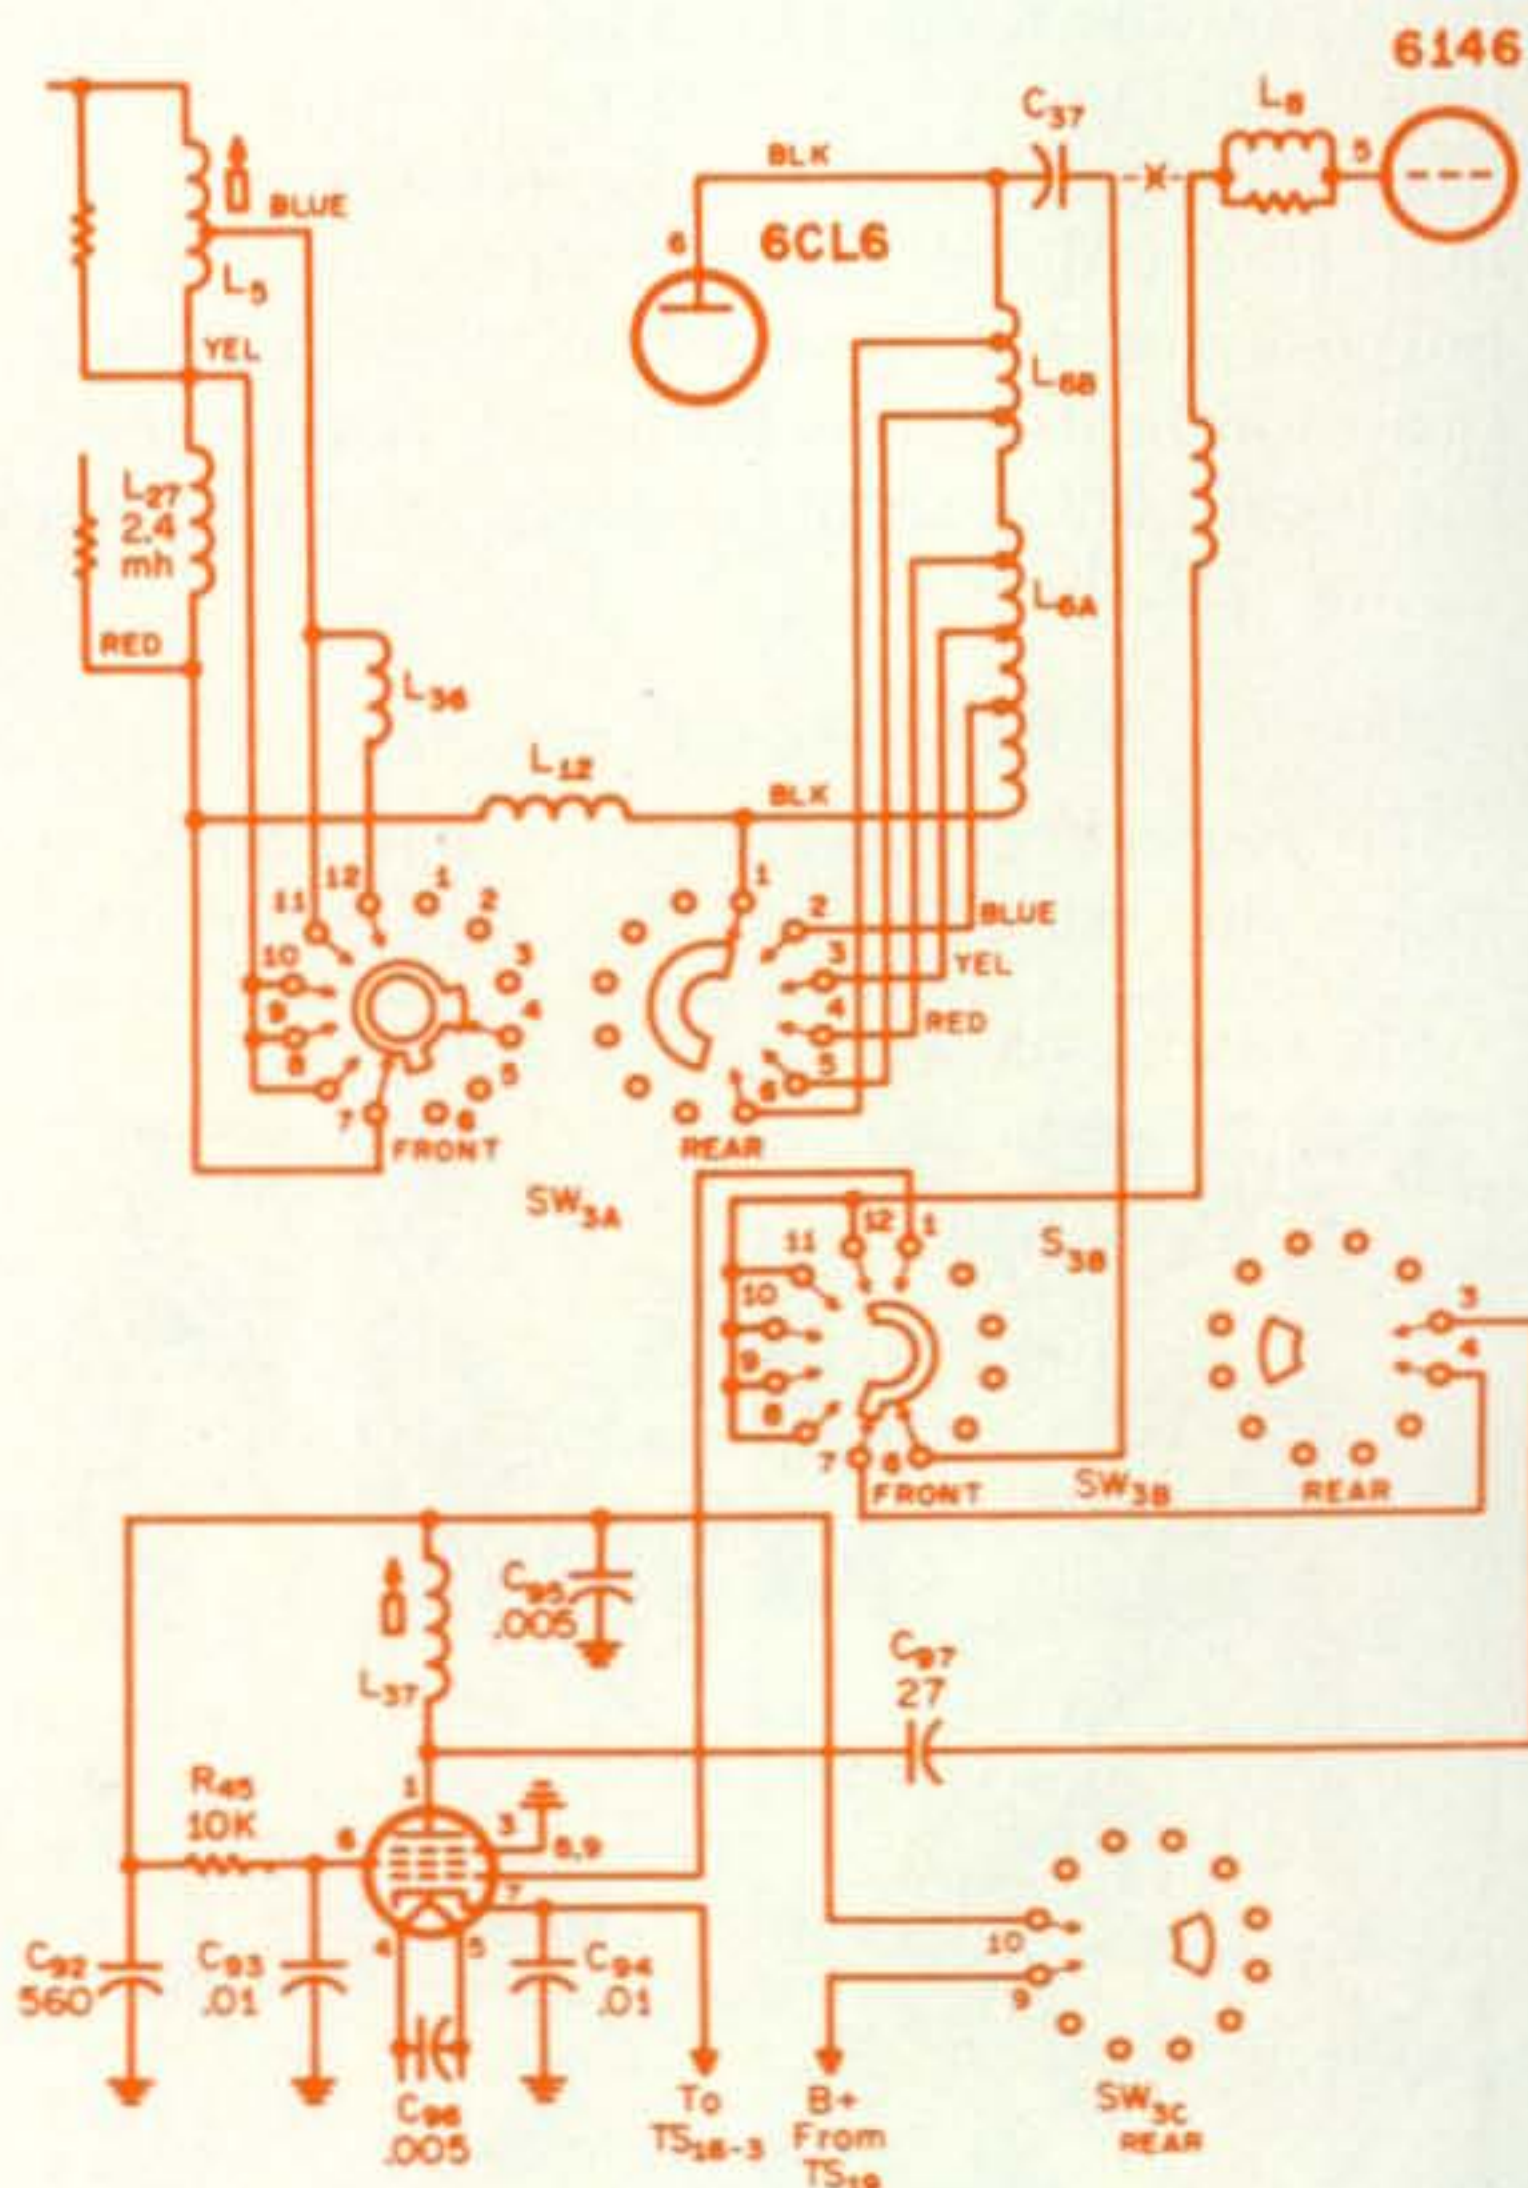 6146
C37
L8
BLK
5
BLUE
6
6CL6
L5
YEL
L6B
L27
2.4
mh
L6A
RED
L36
L12
BLK
12
1
1
11
2
2
BLUE
10
3
3
YEL
9
4
4
RED
8
5
5
7
6
6
FRONT
REAR
SW3A
12
1
11
S3B
10
3
9
4
8
7
6
FRONT
SW3B
REAR
C95
.005
L37
C97
27
R45
10K
1
3
6
8,9
7
4
5
10
9
C92
560
C93
.01
C94
.01
C96
.005
To
TS18-3
B+
From
TS19
SW3C
REAR